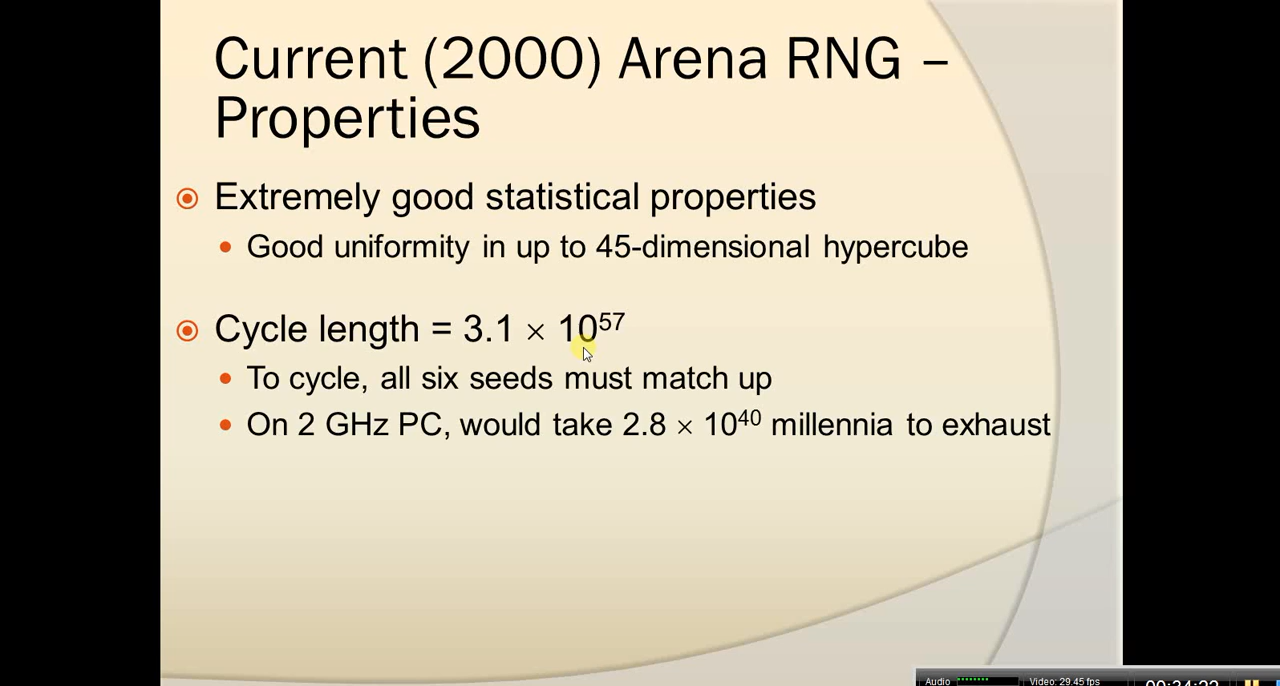 Current (2000) Arena RNG –
Properties
Extremely good statistical properties
Good uniformity in up to 45-dimensional hypercube
Cycle length = 3.1 × 10⁵⁷
To cycle, all six seeds must match up
On 2 GHz PC, would take 2.8 × 10⁴⁰ millennia to exhaust
Audio
Video: 29.45 fps